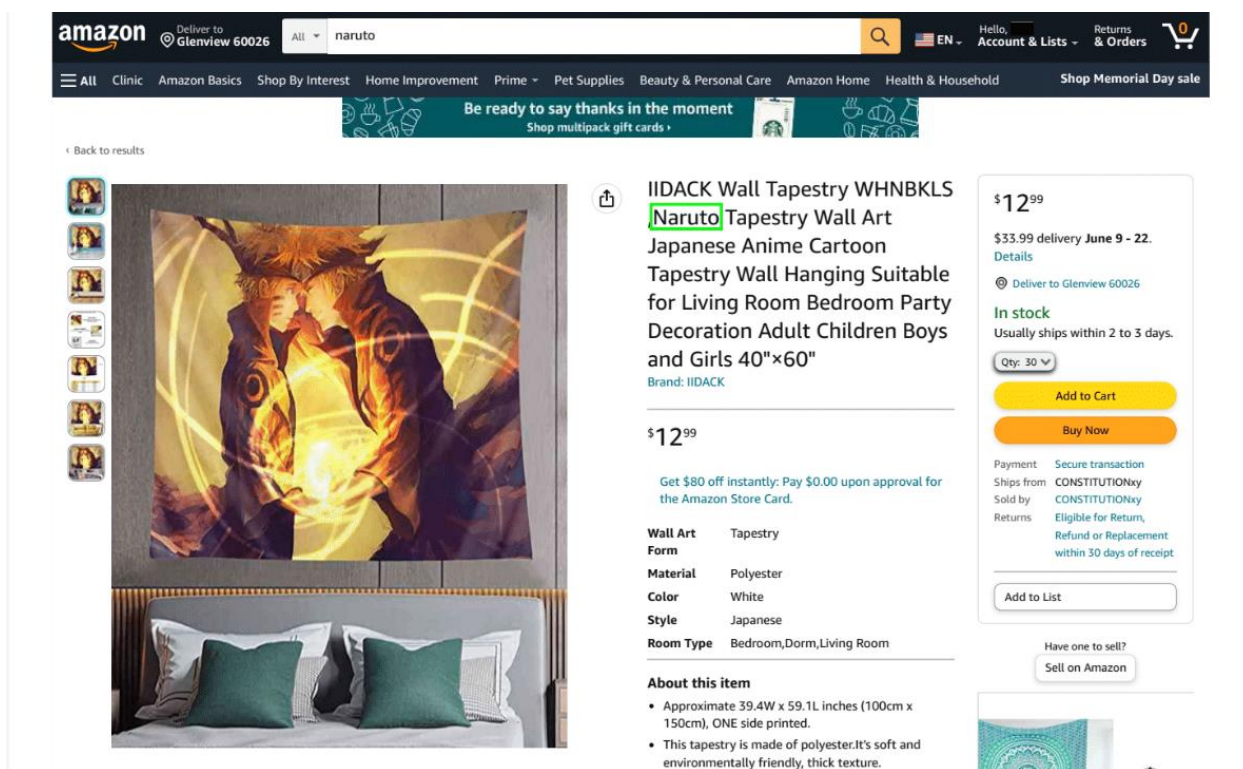 amazon
Deliver to
Glenview 60026
All
naruto
EN
Hello,
Account & Lists
Returns
& Orders
0
All Clinic Amazon Basics Shop By Interest Home Improvement Prime Pet Supplies Beauty & Personal Care Amazon Home Health & Household Shop Memorial Day sale
Be ready to say thanks in the moment
Shop multipack gift cards ›
‹ Back to results
IIDACK Wall Tapestry WHNBKLS
,Naruto Tapestry Wall Art
Japanese Anime Cartoon
Tapestry Wall Hanging Suitable
for Living Room Bedroom Party
Decoration Adult Children Boys
and Girls 40"×60"
Brand: IIDACK
$1299
Get $80 off instantly: Pay $0.00 upon approval for
the Amazon Store Card.
Wall Art Tapestry
Form
Material Polyester
Color White
Style Japanese
Room Type Bedroom,Dorm,Living Room
About this item
• Approximate 39.4W x 59.1L inches (100cm x
150cm), ONE side printed.
• This tapestry is made of polyester.It's soft and
environmentally friendly, thick texture.
$1299
$33.99 delivery June 9 - 22.
Details
Deliver to Glenview 60026
In stock
Usually ships within 2 to 3 days.
Qty: 30
Add to Cart
Buy Now
Payment Secure transaction
Ships from CONSTITUTIONxy
Sold by CONSTITUTIONxy
Returns Eligible for Return,
Refund or Replacement
within 30 days of receipt
Add to List
Have one to sell?
Sell on Amazon